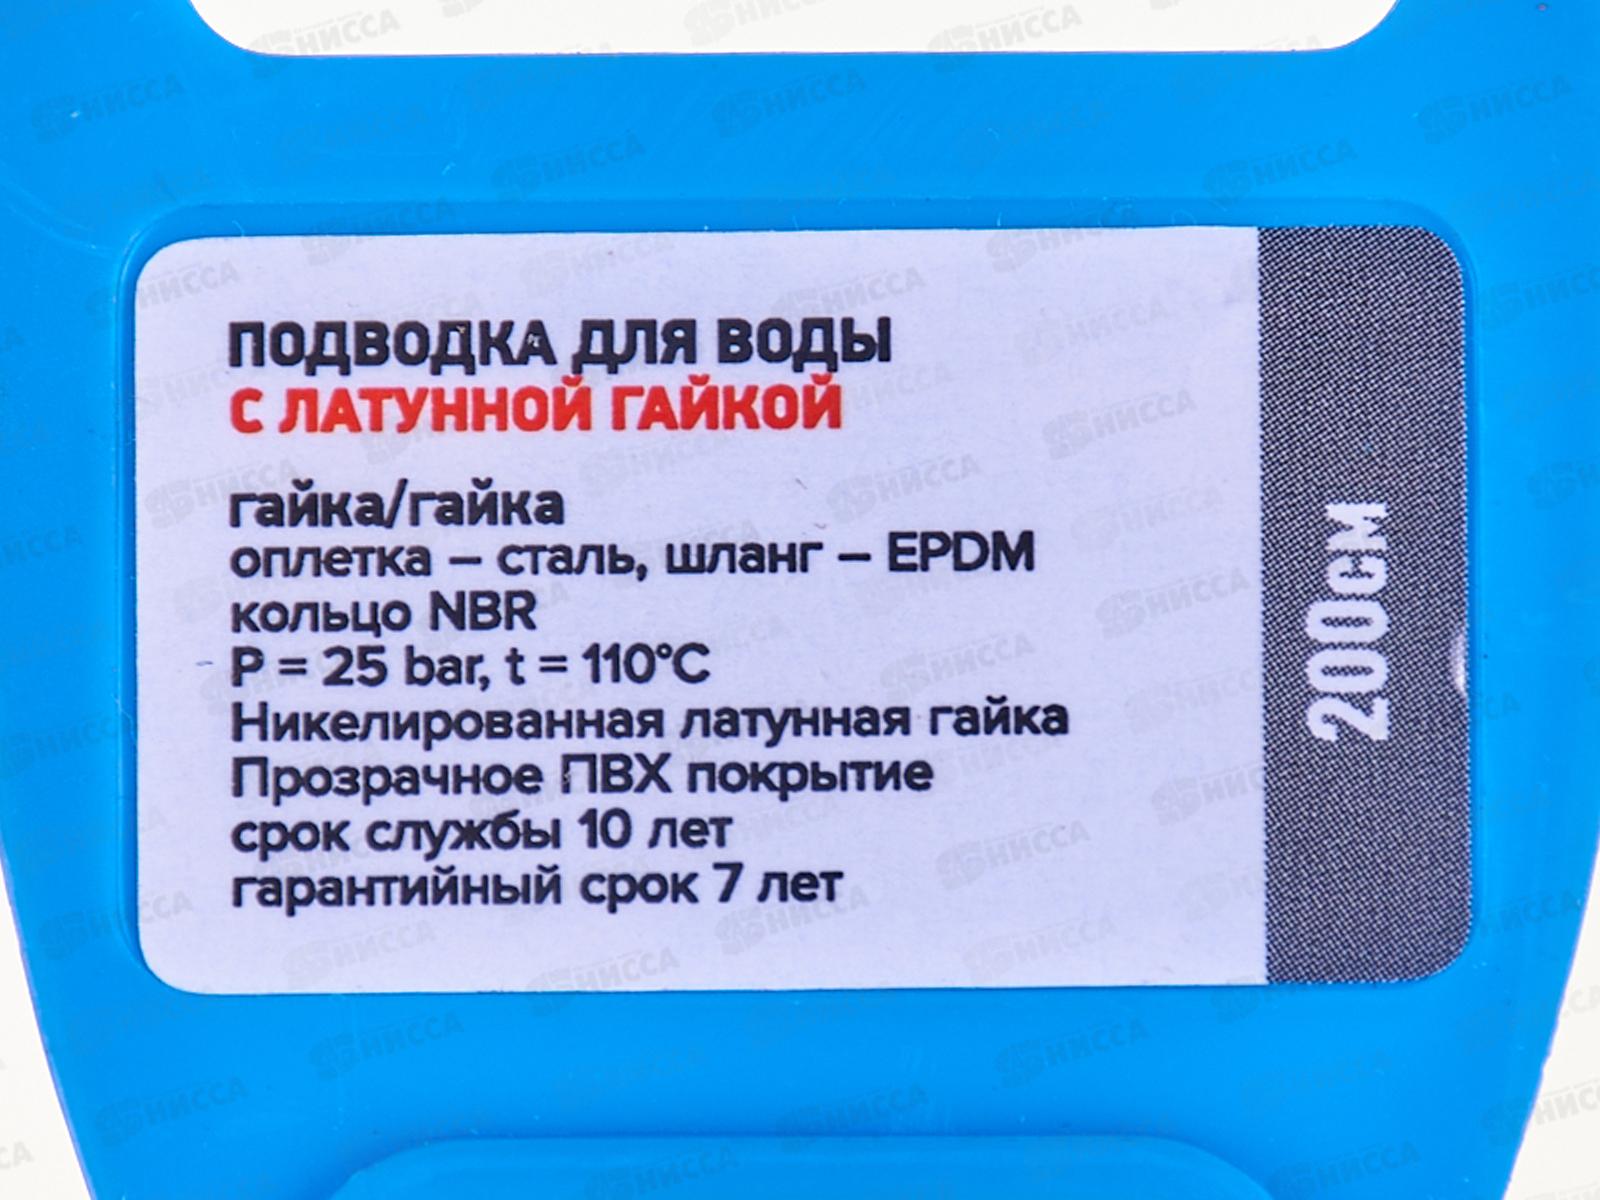 ПОДВОДКА ДЛЯ ВОДЫ
С ЛАТУННОЙ ГАЙКОЙ
гайка/гайка
оплетка – сталь, шланг – EPDM
кольцо NBR
P = 25 bar, t = 110°C
Никелированная латунная гайка
Прозрачное ПВХ покрытие
срок службы 10 лет
гарантийный срок 7 лет
200см
НИССА